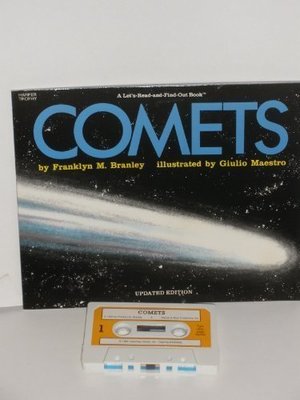 HARPER
TROPHY
A Let's-Read-and-Find-Out Book™
COMETS
by Franklyn M. Branley illustrated by Giulio Maestro
UPDATED EDITION
COMETS
1